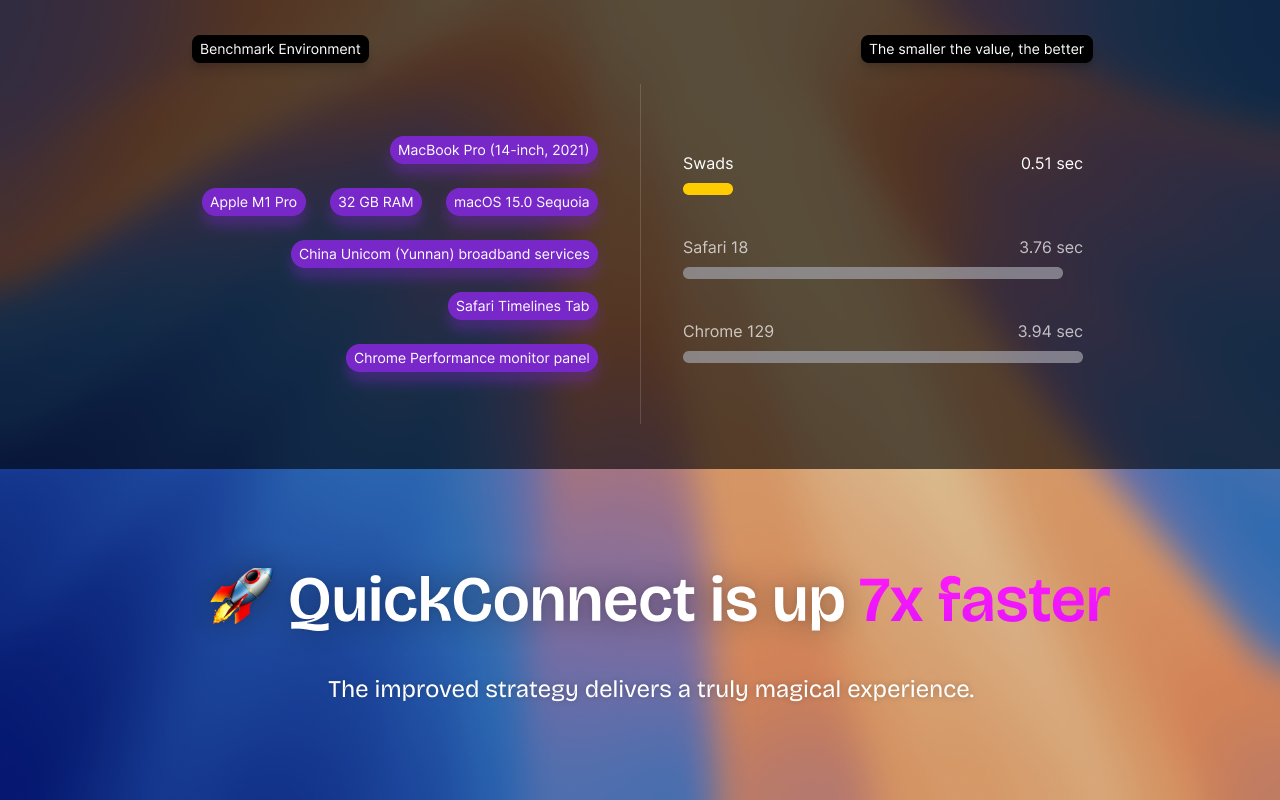 Benchmark Environment
The smaller the value, the better
MacBook Pro (14-inch, 2021)
Apple M1 Pro
32 GB RAM
macOS 15.0 Sequoia
China Unicom (Yunnan) broadband services
Safari Timelines Tab
Chrome Performance monitor panel
Swads 0.51 sec
Safari 18 3.76 sec
Chrome 129 3.94 sec
🚀 QuickConnect is up 7x faster
The improved strategy delivers a truly magical experience.